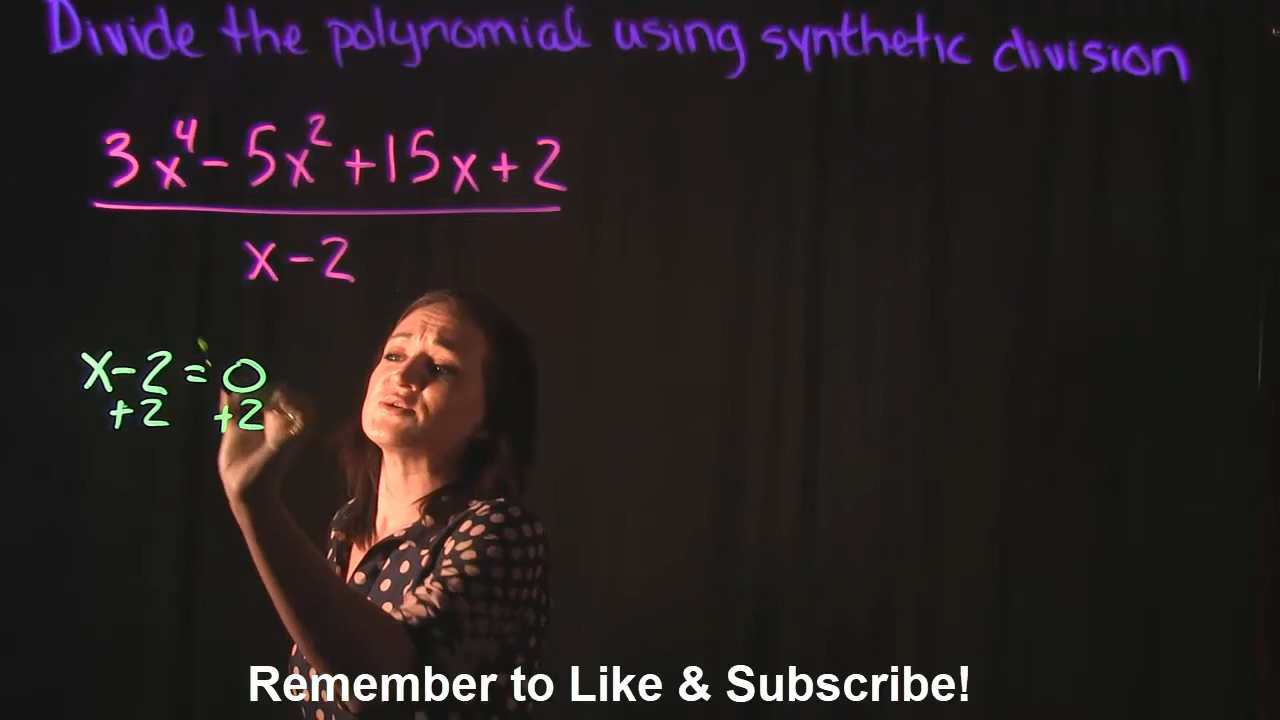 Divide the polynomial using synthetic division
3x⁴ - 5x² + 15x + 2
x - 2
x - 2 = 0
+2 +2
Remember to Like & Subscribe!